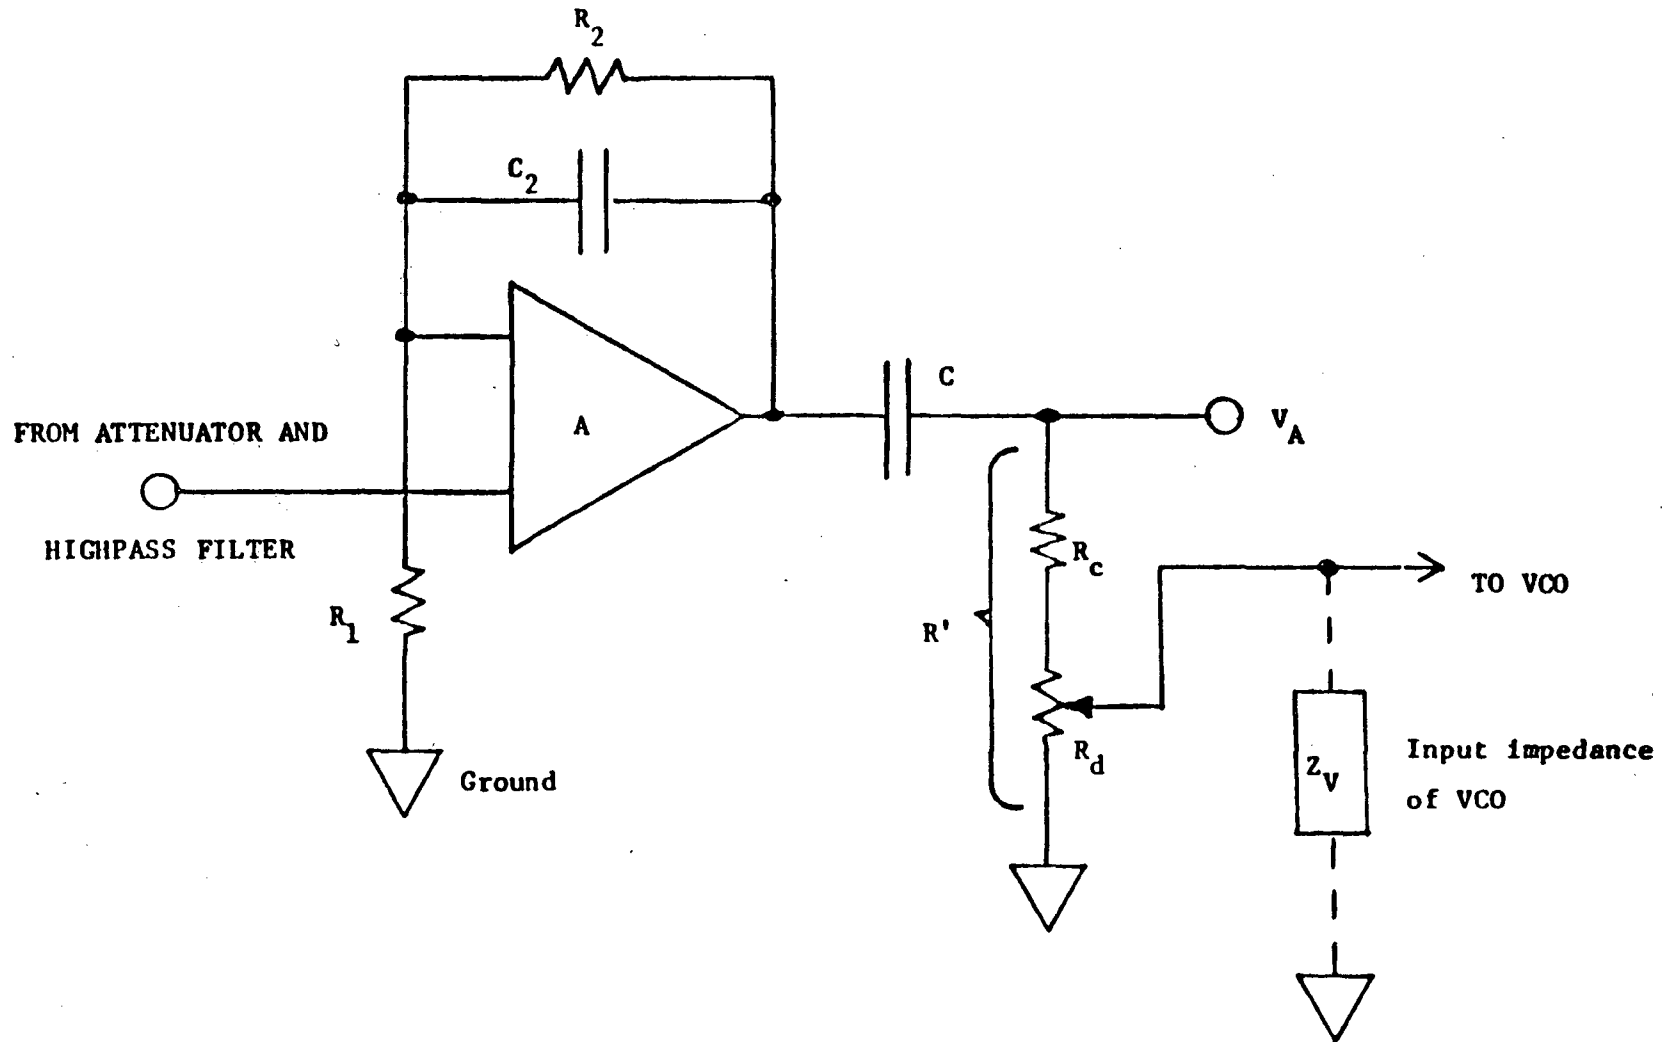 R2
C2
A
C
VA
FROM ATTENUATOR AND
HIGHPASS FILTER
R1
Ground
Rc
R'
Rd
TO VCO
ZV
Input impedance
of VCO